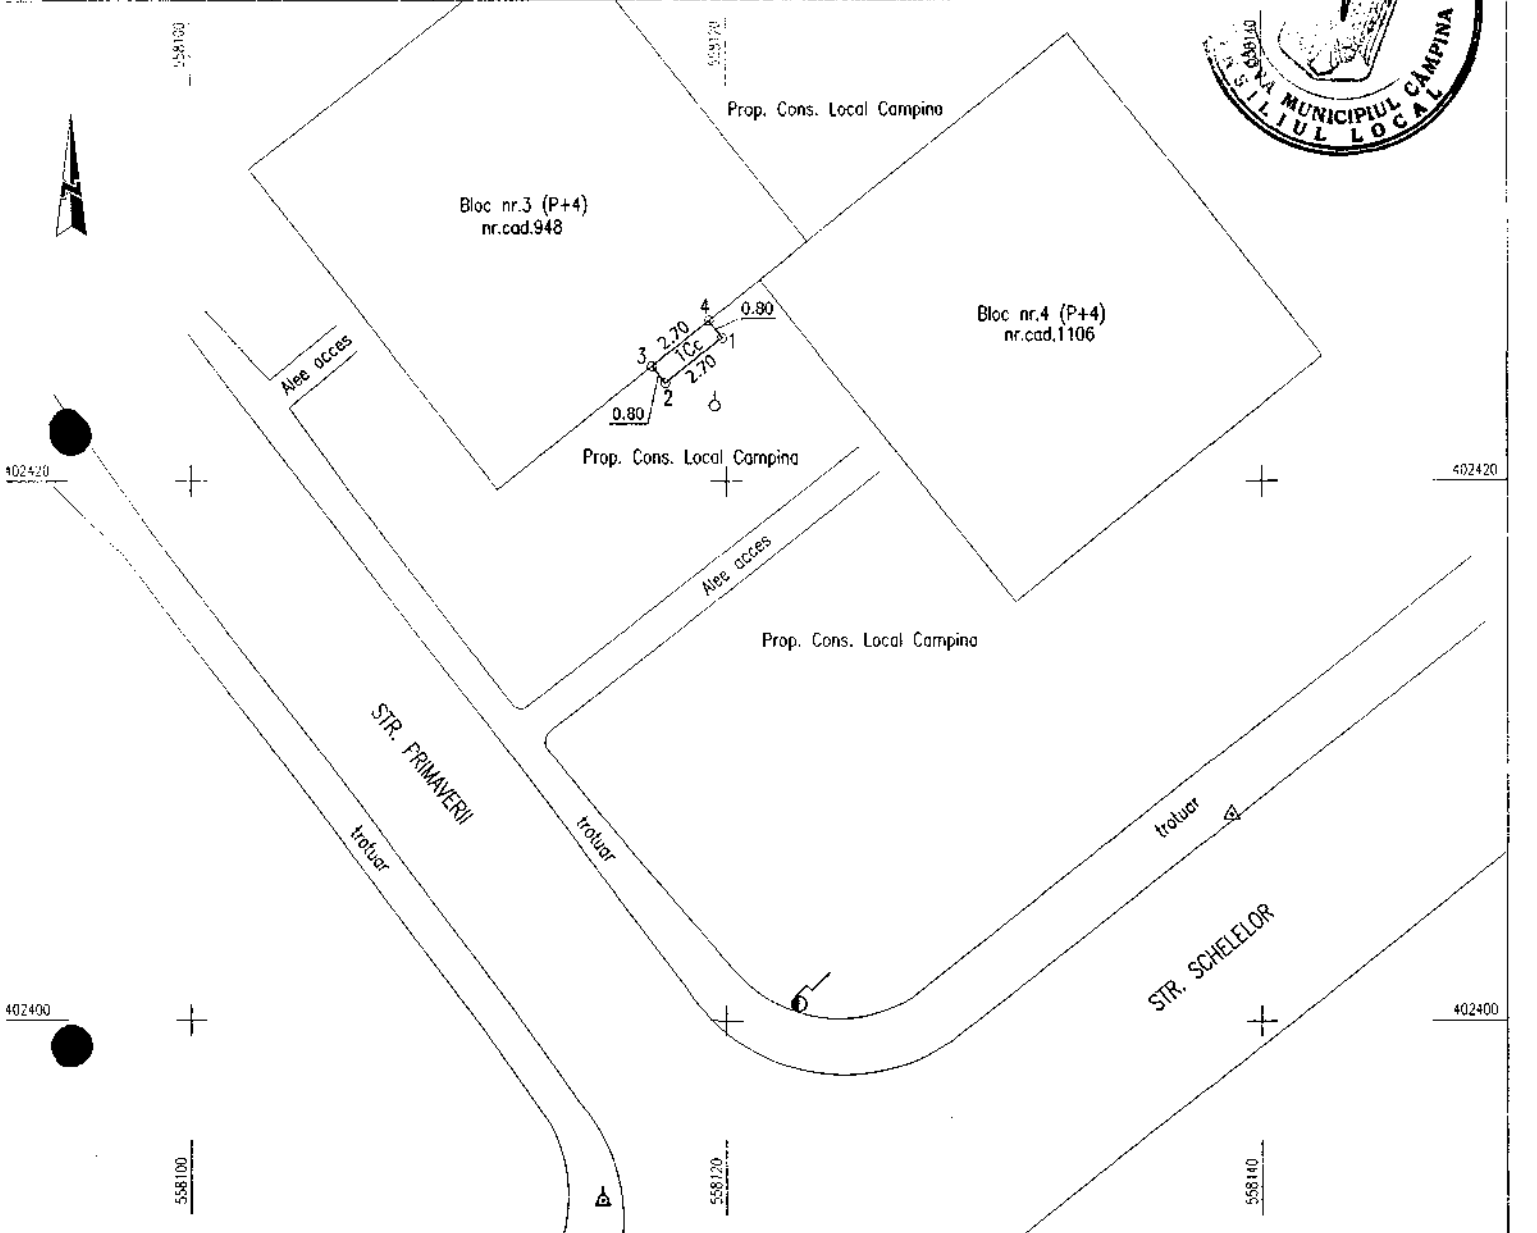 558100
558120
558140
MUNICIPIUL CÂMPINA
LOCAL
Prop. Cons. Local Campina
Bloc nr.3 (P+4)
nr.cad.948
Bloc nr.4 (P+4)
nr.cad.1106
4
0.80
2.70
1
3
1Cc
2.70
2
0.80
Alee acces
Prop. Cons. Local Campina
402420
402420
Alee acces
Prop. Cons. Local Campina
STR. PRIMAVERII
trotuar
trotuar
trotuar
STR. SCHELELOR
402400
402400
558100
558120
558140